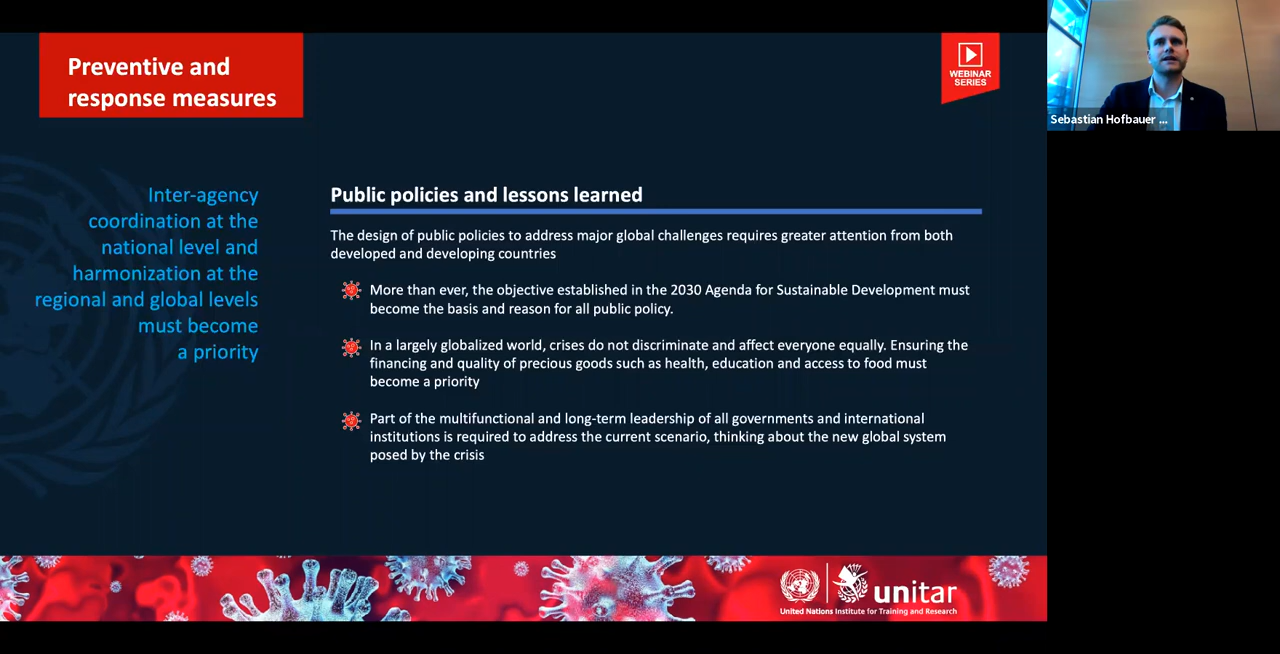 Preventive and
response measures
WEBINAR
SERIES
Sebastian Hofbauer ...
Inter-agency
coordination at the
national level and
harmonization at the
regional and global levels
must become
a priority
Public policies and lessons learned
The design of public policies to address major global challenges requires greater attention from both
developed and developing countries
More than ever, the objective established in the 2030 Agenda for Sustainable Development must
become the basis and reason for all public policy.
In a largely globalized world, crises do not discriminate and affect everyone equally. Ensuring the
financing and quality of precious goods such as health, education and access to food must
become a priority
Part of the multifunctional and long-term leadership of all governments and international
institutions is required to address the current scenario, thinking about the new global system
posed by the crisis
unitar
United Nations Institute for Training and Research